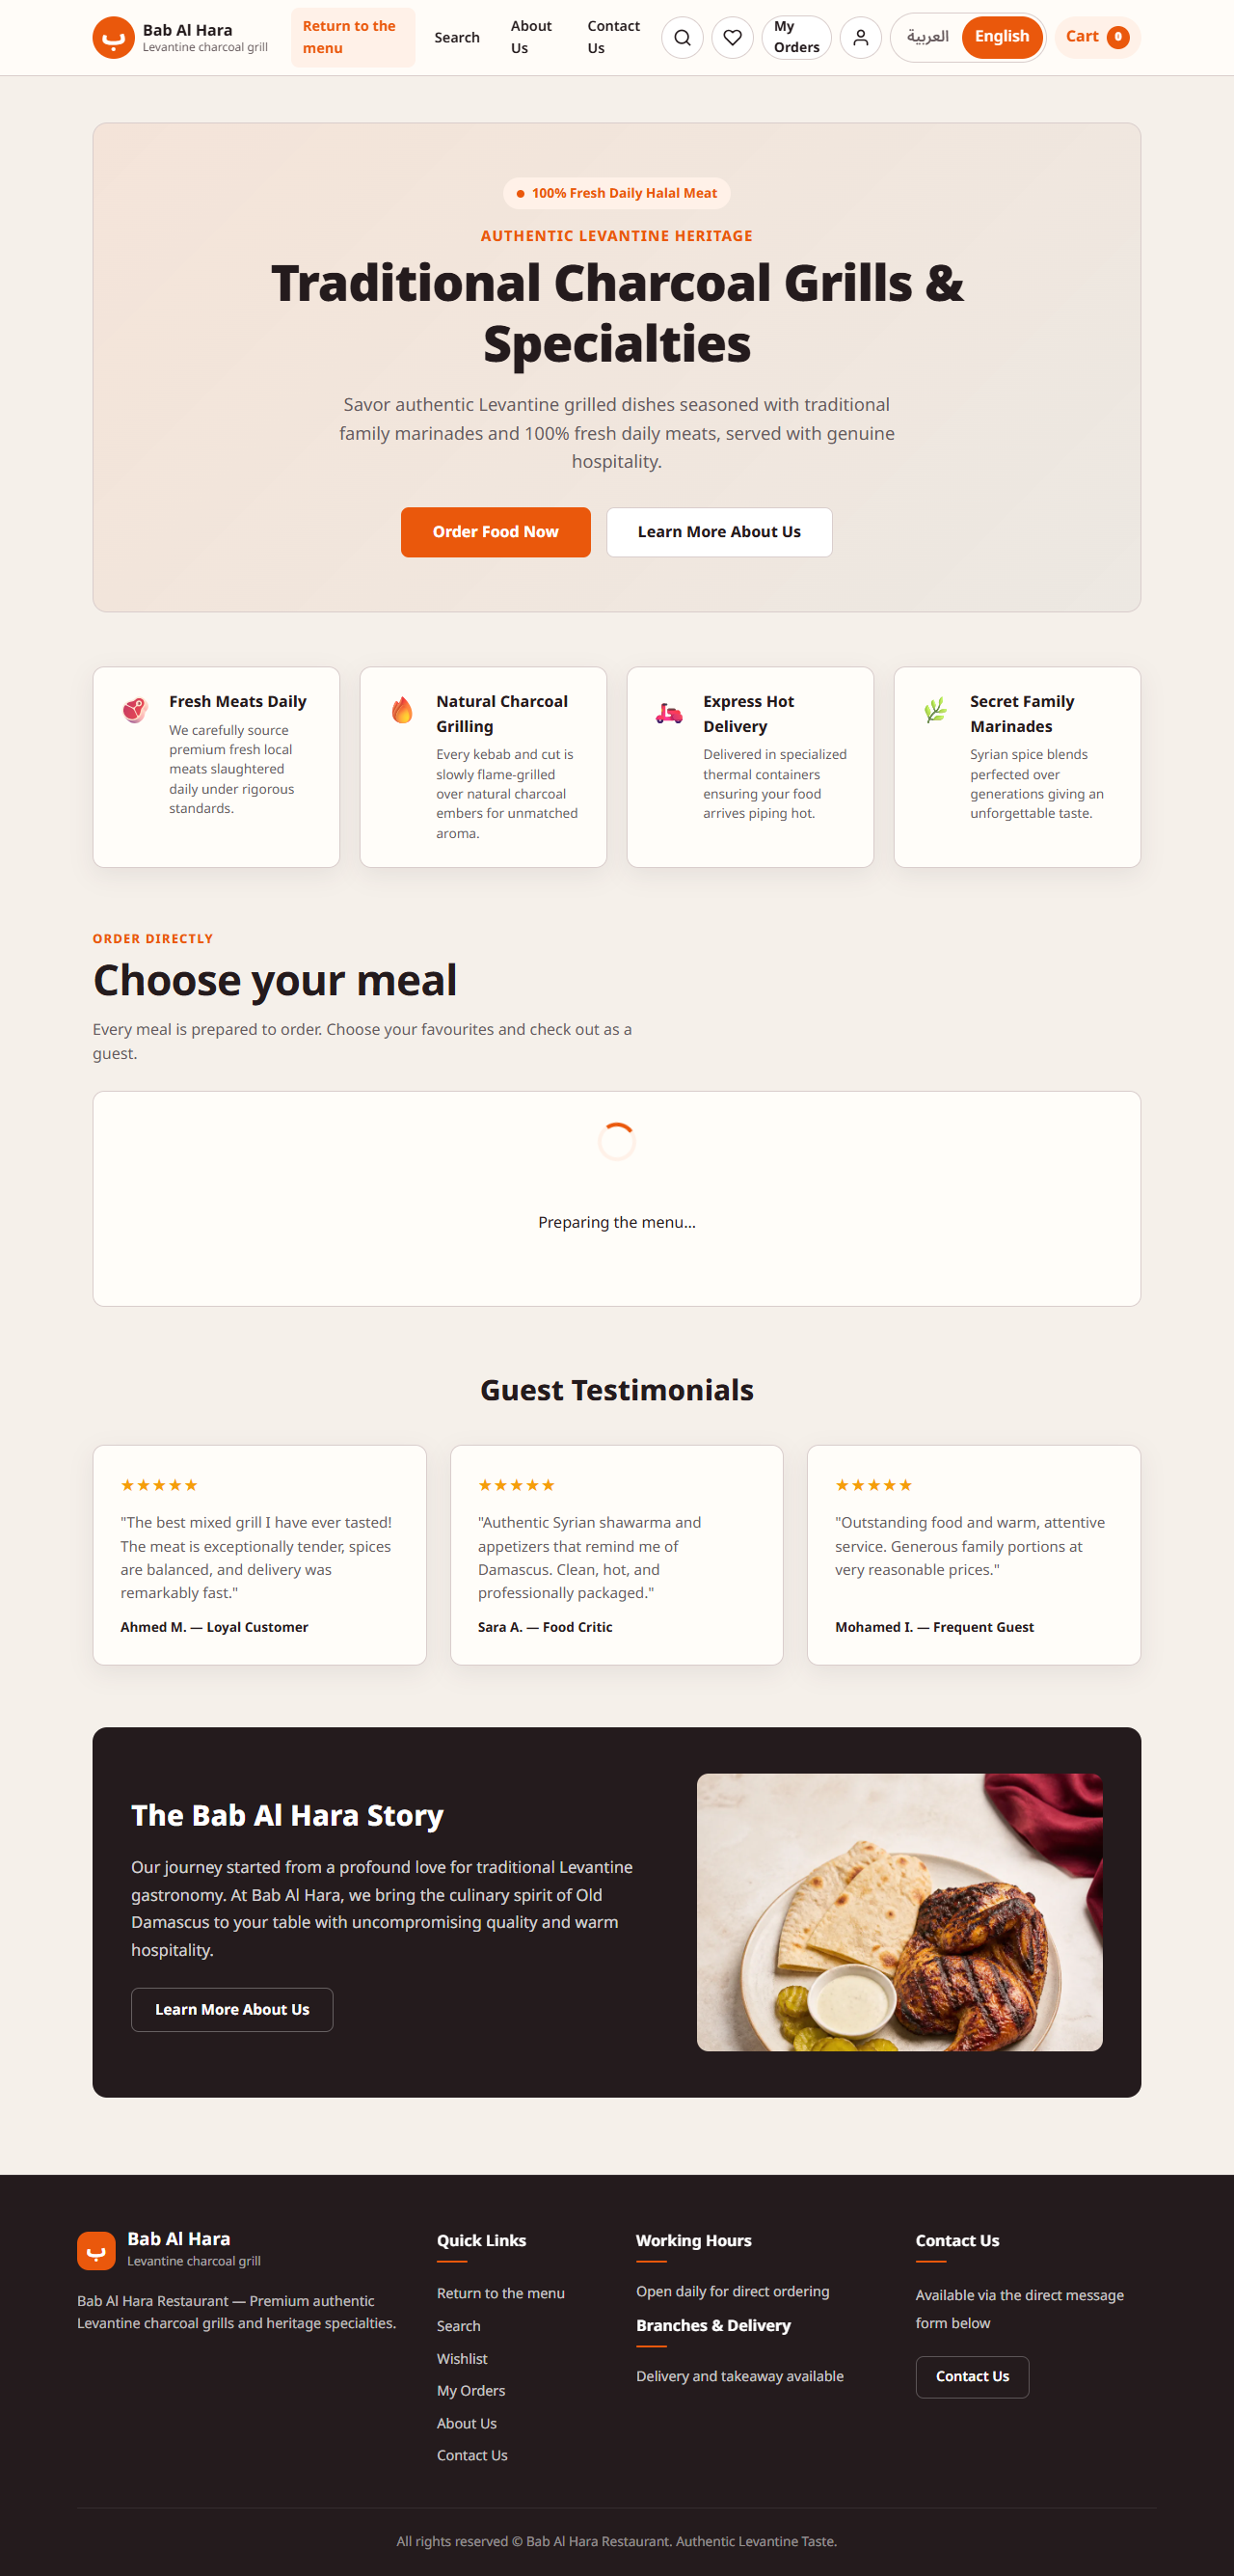 ب
Bab Al Hara
Levantine charcoal grill
Return to the
menu
Search
About
Us
Contact
Us
My
Orders
العربية
English
Cart 0
100% Fresh Daily Halal Meat
AUTHENTIC LEVANTINE HERITAGE
Traditional Charcoal Grills &
Specialties
Savor authentic Levantine grilled dishes seasoned with traditional
family marinades and 100% fresh daily meats, served with genuine
hospitality.
Order Food Now
Learn More About Us
Fresh Meats Daily
We carefully source
premium fresh local
meats slaughtered
daily under rigorous
standards.
Natural Charcoal
Grilling
Every kebab and cut is
slowly flame-grilled
over natural charcoal
embers for unmatched
aroma.
Express Hot
Delivery
Delivered in specialized
thermal containers
ensuring your food
arrives piping hot.
Secret Family
Marinades
Syrian spice blends
perfected over
generations giving an
unforgettable taste.
ORDER DIRECTLY
Choose your meal
Every meal is prepared to order. Choose your favourites and check out as a
guest.
Preparing the menu...
Guest Testimonials
★★★★★
"The best mixed grill I have ever tasted!
The meat is exceptionally tender, spices
are balanced, and delivery was
remarkably fast."
Ahmed M. — Loyal Customer
★★★★★
"Authentic Syrian shawarma and
appetizers that remind me of
Damascus. Clean, hot, and
professionally packaged."
Sara A. — Food Critic
★★★★★
"Outstanding food and warm, attentive
service. Generous family portions at
very reasonable prices."
Mohamed I. — Frequent Guest
The Bab Al Hara Story
Our journey started from a profound love for traditional Levantine
gastronomy. At Bab Al Hara, we bring the culinary spirit of Old
Damascus to your table with uncompromising quality and warm
hospitality.
Learn More About Us
ب
Bab Al Hara
Levantine charcoal grill
Bab Al Hara Restaurant — Premium authentic
Levantine charcoal grills and heritage specialties.
Quick Links
Return to the menu
Search
Wishlist
My Orders
About Us
Contact Us
Working Hours
Open daily for direct ordering
Branches & Delivery
Delivery and takeaway available
Contact Us
Available via the direct message
form below
Contact Us
All rights reserved © Bab Al Hara Restaurant. Authentic Levantine Taste.